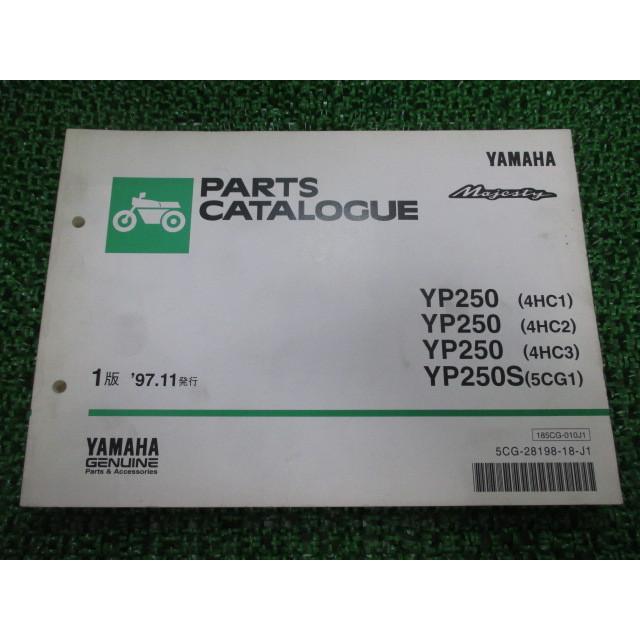 YAMAHA
Majesty
PARTS
CATALOGUE
YP250 (4HC1)
YP250 (4HC2)
YP250 (4HC3)
YP250S(5CG1)
1版 '97.11発行
185CG-010J1
5CG-28198-18-J1
YAMAHA
GENUINE
Parts & Accessories